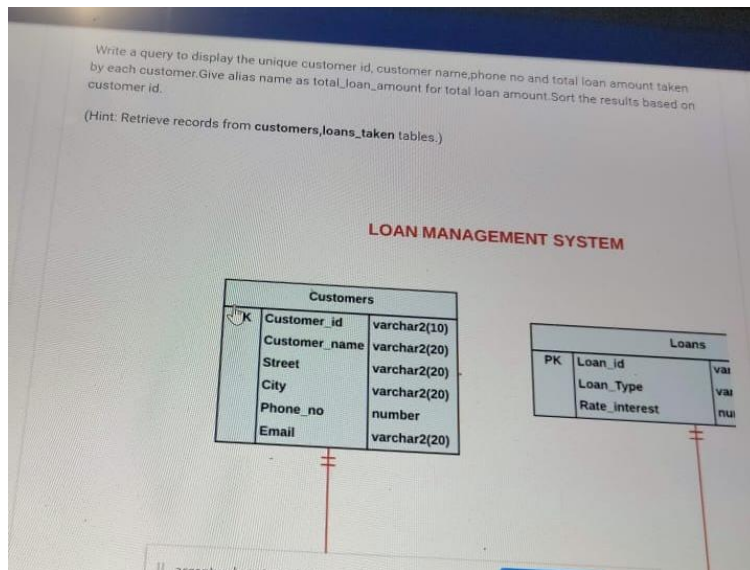 Write a query to display the unique customer id, customer name,phone no and total loan amount taken
by each customer.Give alias name as total_loan_amount for total loan amount.Sort the results based on
customer id.
(Hint: Retrieve records from customers,loans_taken tables.)
LOAN MANAGEMENT SYSTEM
Customers
K Customer_id varchar2(10)
Customer_name varchar2(20)
Street varchar2(20)
City varchar2(20)
Phone_no number
Email varchar2(20)
Loans
PK Loan_id
Loan_Type
Rate_interest